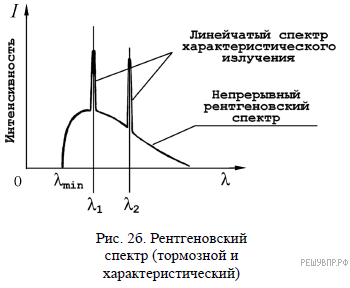 I
Интенсивность
Линейчатый спектр
характеристического
излучения
Непрерывный
рентгеновский
спектр
0
λmin
λ1
λ2
λ
Рис. 2б. Рентгеновский
спектр (тормозной и
характеристический)
РЕШУВПР.РФ